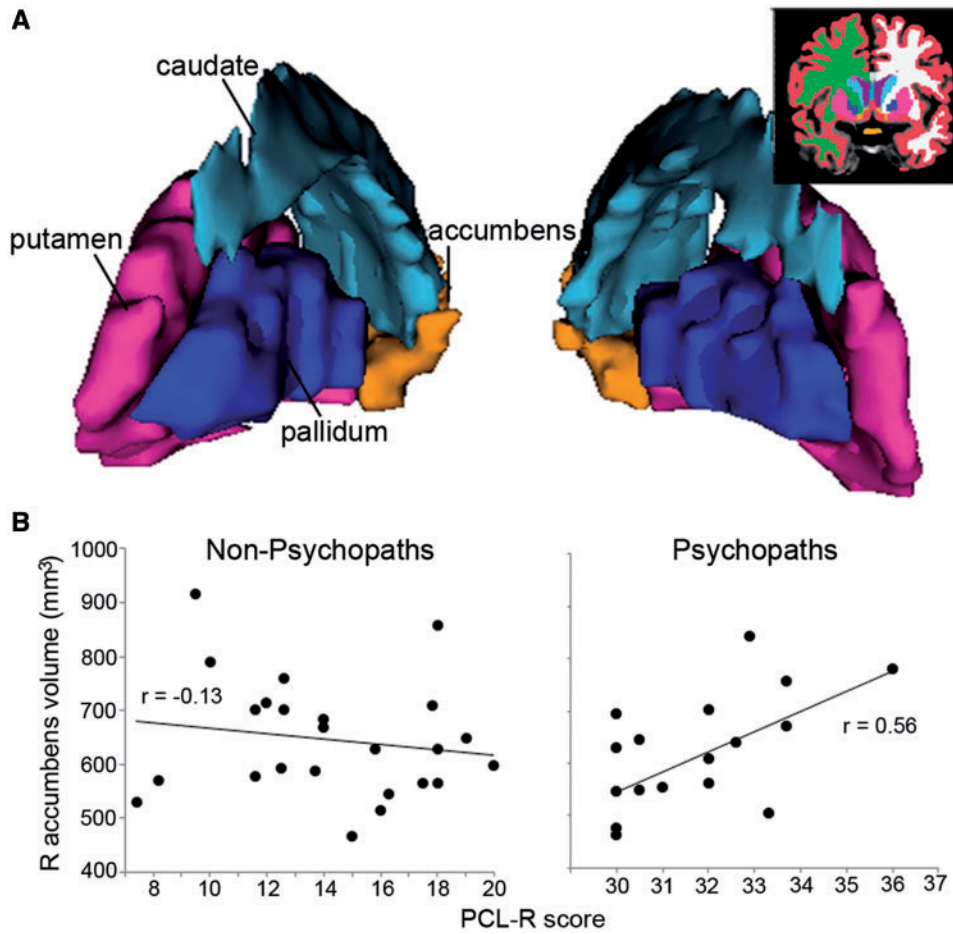 A
caudate
putamen
accumbens
pallidum
B
Non-Psychopaths
Psychopaths
R accumbens volume (mm³)
1000
900
800
700
600
500
400
r = -0.13
r = 0.56
8 10 12 14 16 18 20
30 31 32 33 34 35 36 37
PCL-R score